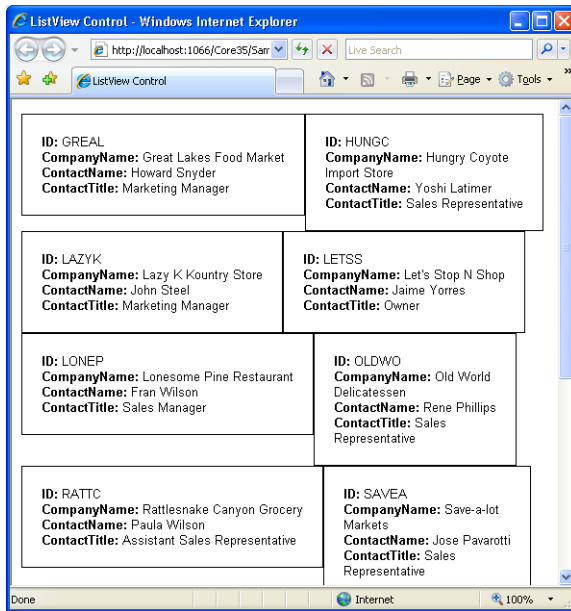 ListView Control - Windows Internet Explorer
http://localhost:1066/Core35/Sam
Live Search
ListView Control
Page
Tools
ID: GREAL
CompanyName: Great Lakes Food Market
ContactName: Howard Snyder
ContactTitle: Marketing Manager
ID: HUNGC
CompanyName: Hungry Coyote
Import Store
ContactName: Yoshi Latimer
ContactTitle: Sales Representative
ID: LAZYK
CompanyName: Lazy K Kountry Store
ContactName: John Steel
ContactTitle: Marketing Manager
ID: LETSS
CompanyName: Let's Stop N Shop
ContactName: Jaime Yorres
ContactTitle: Owner
ID: LONEP
CompanyName: Lonesome Pine Restaurant
ContactName: Fran Wilson
ContactTitle: Sales Manager
ID: OLDWO
CompanyName: Old World
Delicatessen
ContactName: Rene Phillips
ContactTitle: Sales
Representative
ID: RATTC
CompanyName: Rattlesnake Canyon Grocery
ContactName: Paula Wilson
ContactTitle: Assistant Sales Representative
ID: SAVEA
CompanyName: Save-a-lot
Markets
ContactName: Jose Pavarotti
ContactTitle: Sales
Representative
Done
Internet
100%